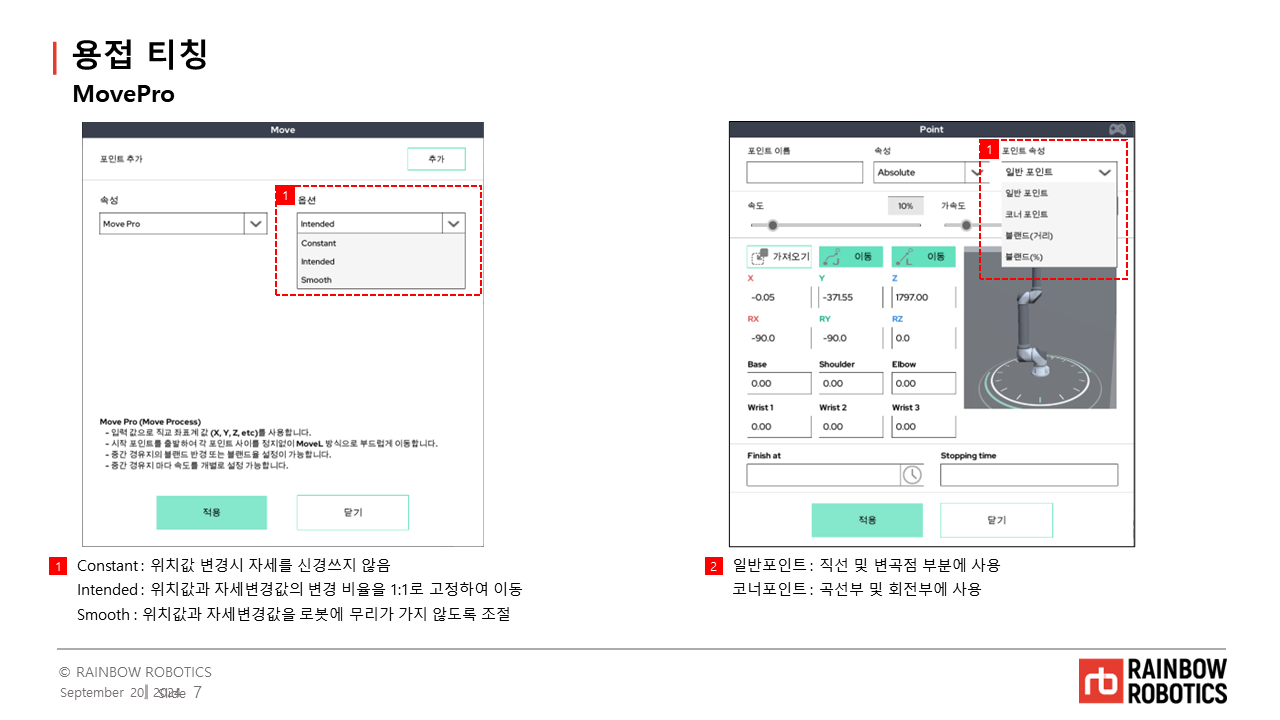 용접 티칭
MovePro
Move
포인트 추가
추가
속성
1
옵션
Move Pro
Intended
Constant
Intended
Smooth
Move Pro (Move Process)
- 입력 값으로 직교 좌표계 값 (X, Y, Z, etc)를 사용합니다.
- 시작 포인트를 출발하여 각 포인트 사이를 정지없이 MoveL 방식으로 부드럽게 이동합니다.
- 중간 경유지의 블랜드 반경 또는 블랜드율 설정이 가능합니다.
- 중간 경유지 마다 속도를 개별로 설정 가능합니다.
적용
닫기
Point
포인트 이름
속성
1
포인트 속성
Absolute
일반 포인트
일반 포인트
코너 포인트
블랜드(거리)
블랜드(%)
속도
10%
가속도
가져오기
이동
이동
X
Y
Z
-0.05
-371.55
1797.00
RX
RY
RZ
-90.0
-90.0
0.0
Base
Shoulder
Elbow
0.00
0.00
0.00
Wrist 1
Wrist 2
Wrist 3
0.00
0.00
0.00
Finish at
Stopping time
적용
닫기
1 Constant : 위치값 변경시 자세를 신경쓰지 않음
Intended : 위치값과 자세변경값의 변경 비율을 1:1로 고정하여 이동
Smooth : 위치값과 자세변경값을 로봇에 무리가 가지 않도록 조절
2 일반포인트 : 직선 및 변곡점 부분에 사용
코너포인트 : 곡선부 및 회전부에 사용
© RAINBOW ROBOTICS
September 20, 2024
Slide 7
rb RAINBOW
ROBOTICS